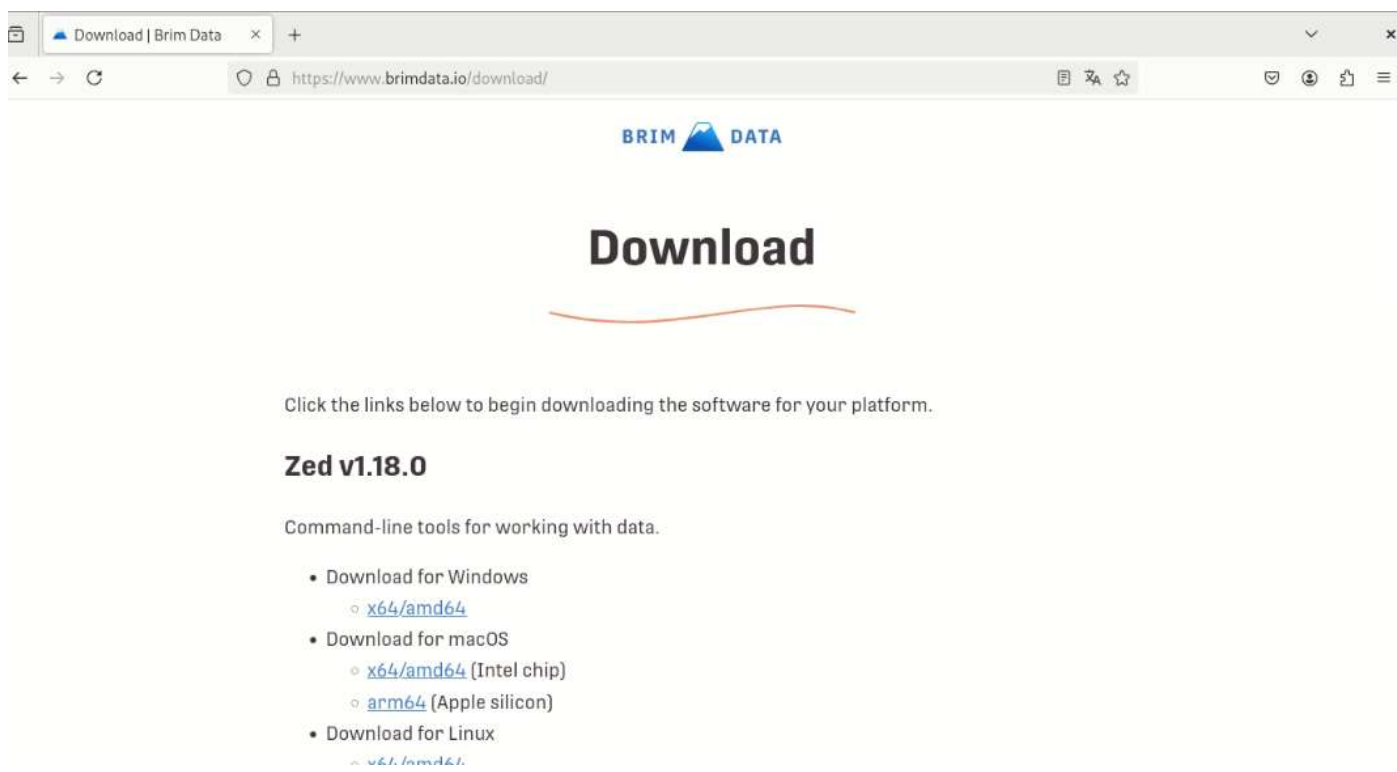 Download | Brim Data
https://www.brimdata.io/download/
BRIM DATA
Download
Click the links below to begin downloading the software for your platform.
Zed v1.18.0
Command-line tools for working with data.
• Download for Windows
◦ x64/amd64
• Download for macOS
◦ x64/amd64 (Intel chip)
◦ arm64 (Apple silicon)
• Download for Linux
◦ x64/amd64